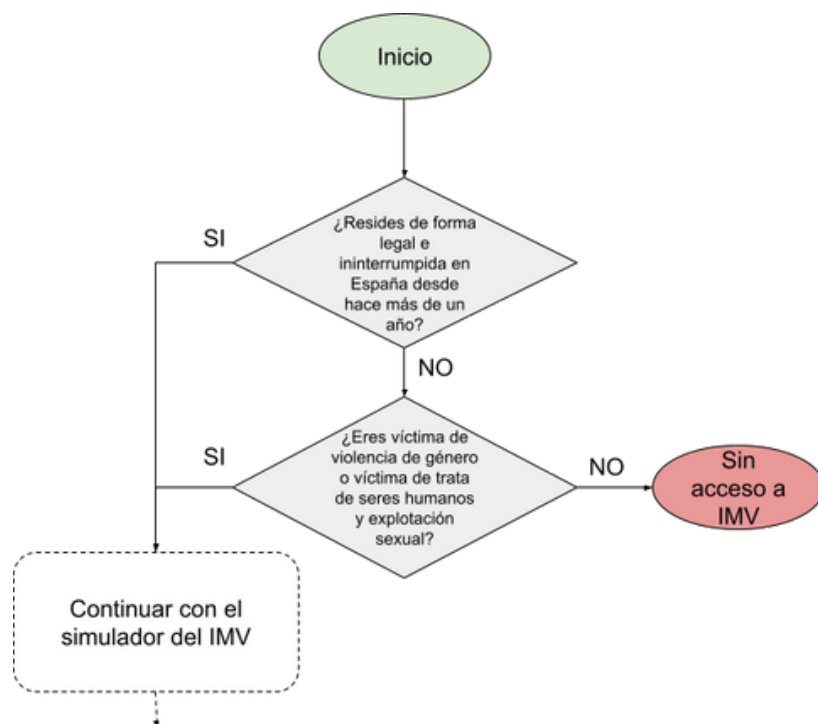 Inicio
SI
¿Resides de forma
legal e
ininterrumpida en
España desde
hace más de un
año?
NO
SI
¿Eres víctima de
violencia de género
o víctima de trata
de seres humanos
y explotación
sexual?
NO
Sin
acceso a
IMV
Continuar con el
simulador del IMV